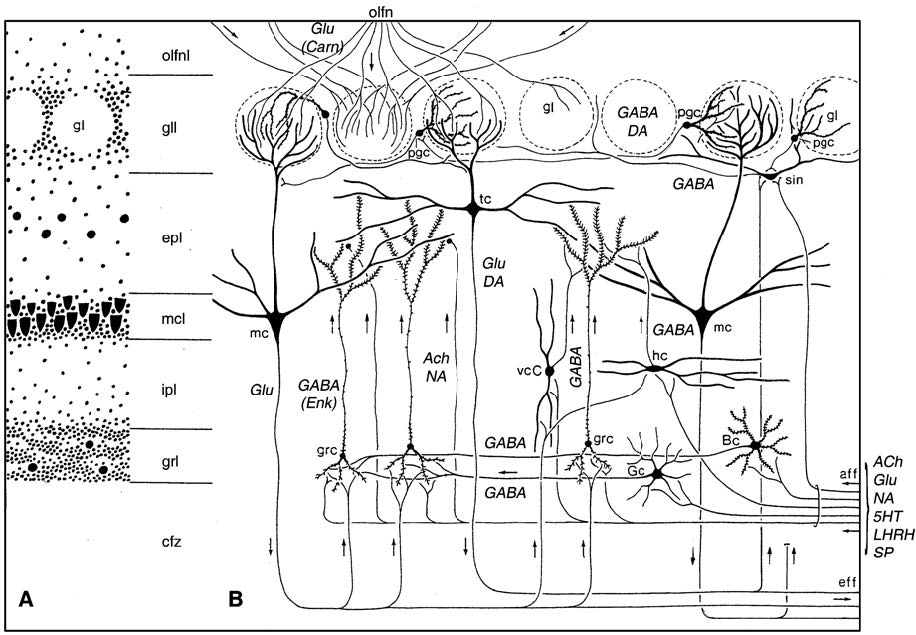 olfn
olfnl
gll
epl
mcl
ipl
grl
cfz
gl
A
Glu
(Carn)
gl
GABA
DA
gl
pgc
pgc
pgc
GABA
sin
tc
Glu
DA
mc
GABA
mc
Ach
NA
vcC
GABA
hc
Glu
GABA
(Enk)
grc
GABA
grc
Gc
Bc
GABA
aff
ACh
Glu
NA
5HT
LHRH
SP
eff
B